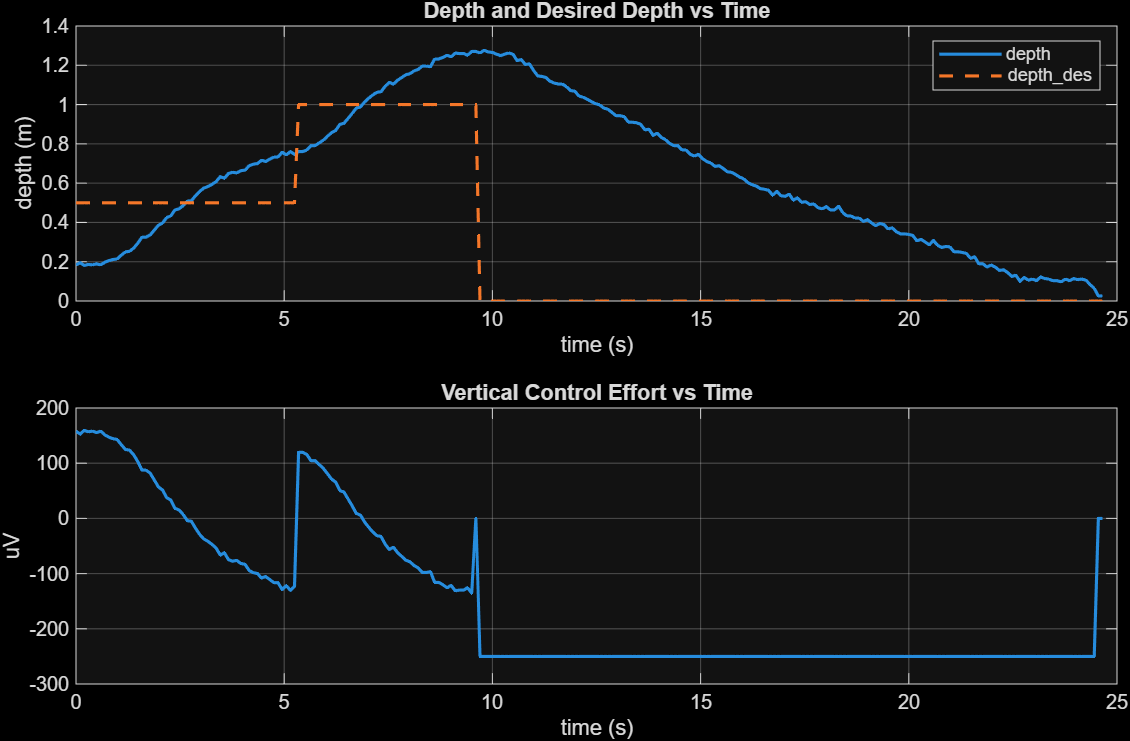 Depth and Desired Depth vs Time
1.4
1.2
1
0.8
0.6
0.4
0.2
0
depth (m)
depth
depth_des
0 5 10 15 20 25
time (s)
Vertical Control Effort vs Time
200
100
0
-100
-200
-300
uV
0 5 10 15 20 25
time (s)